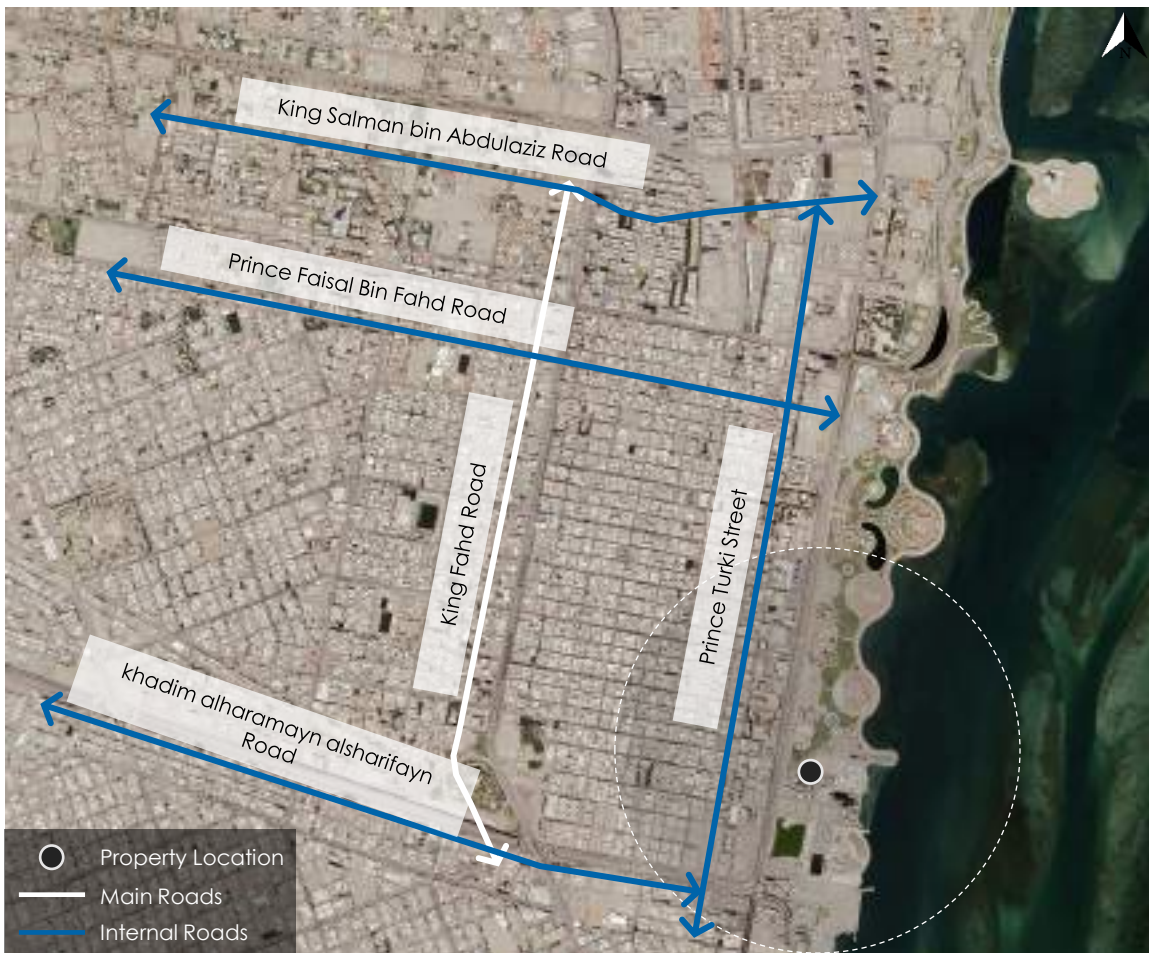 N
King Salman bin Abdulaziz Road
Prince Faisal Bin Fahd Road
King Fahd Road
Prince Turki Street
khadim alharamayn alsharifayn
Road
Property Location
Main Roads
Internal Roads